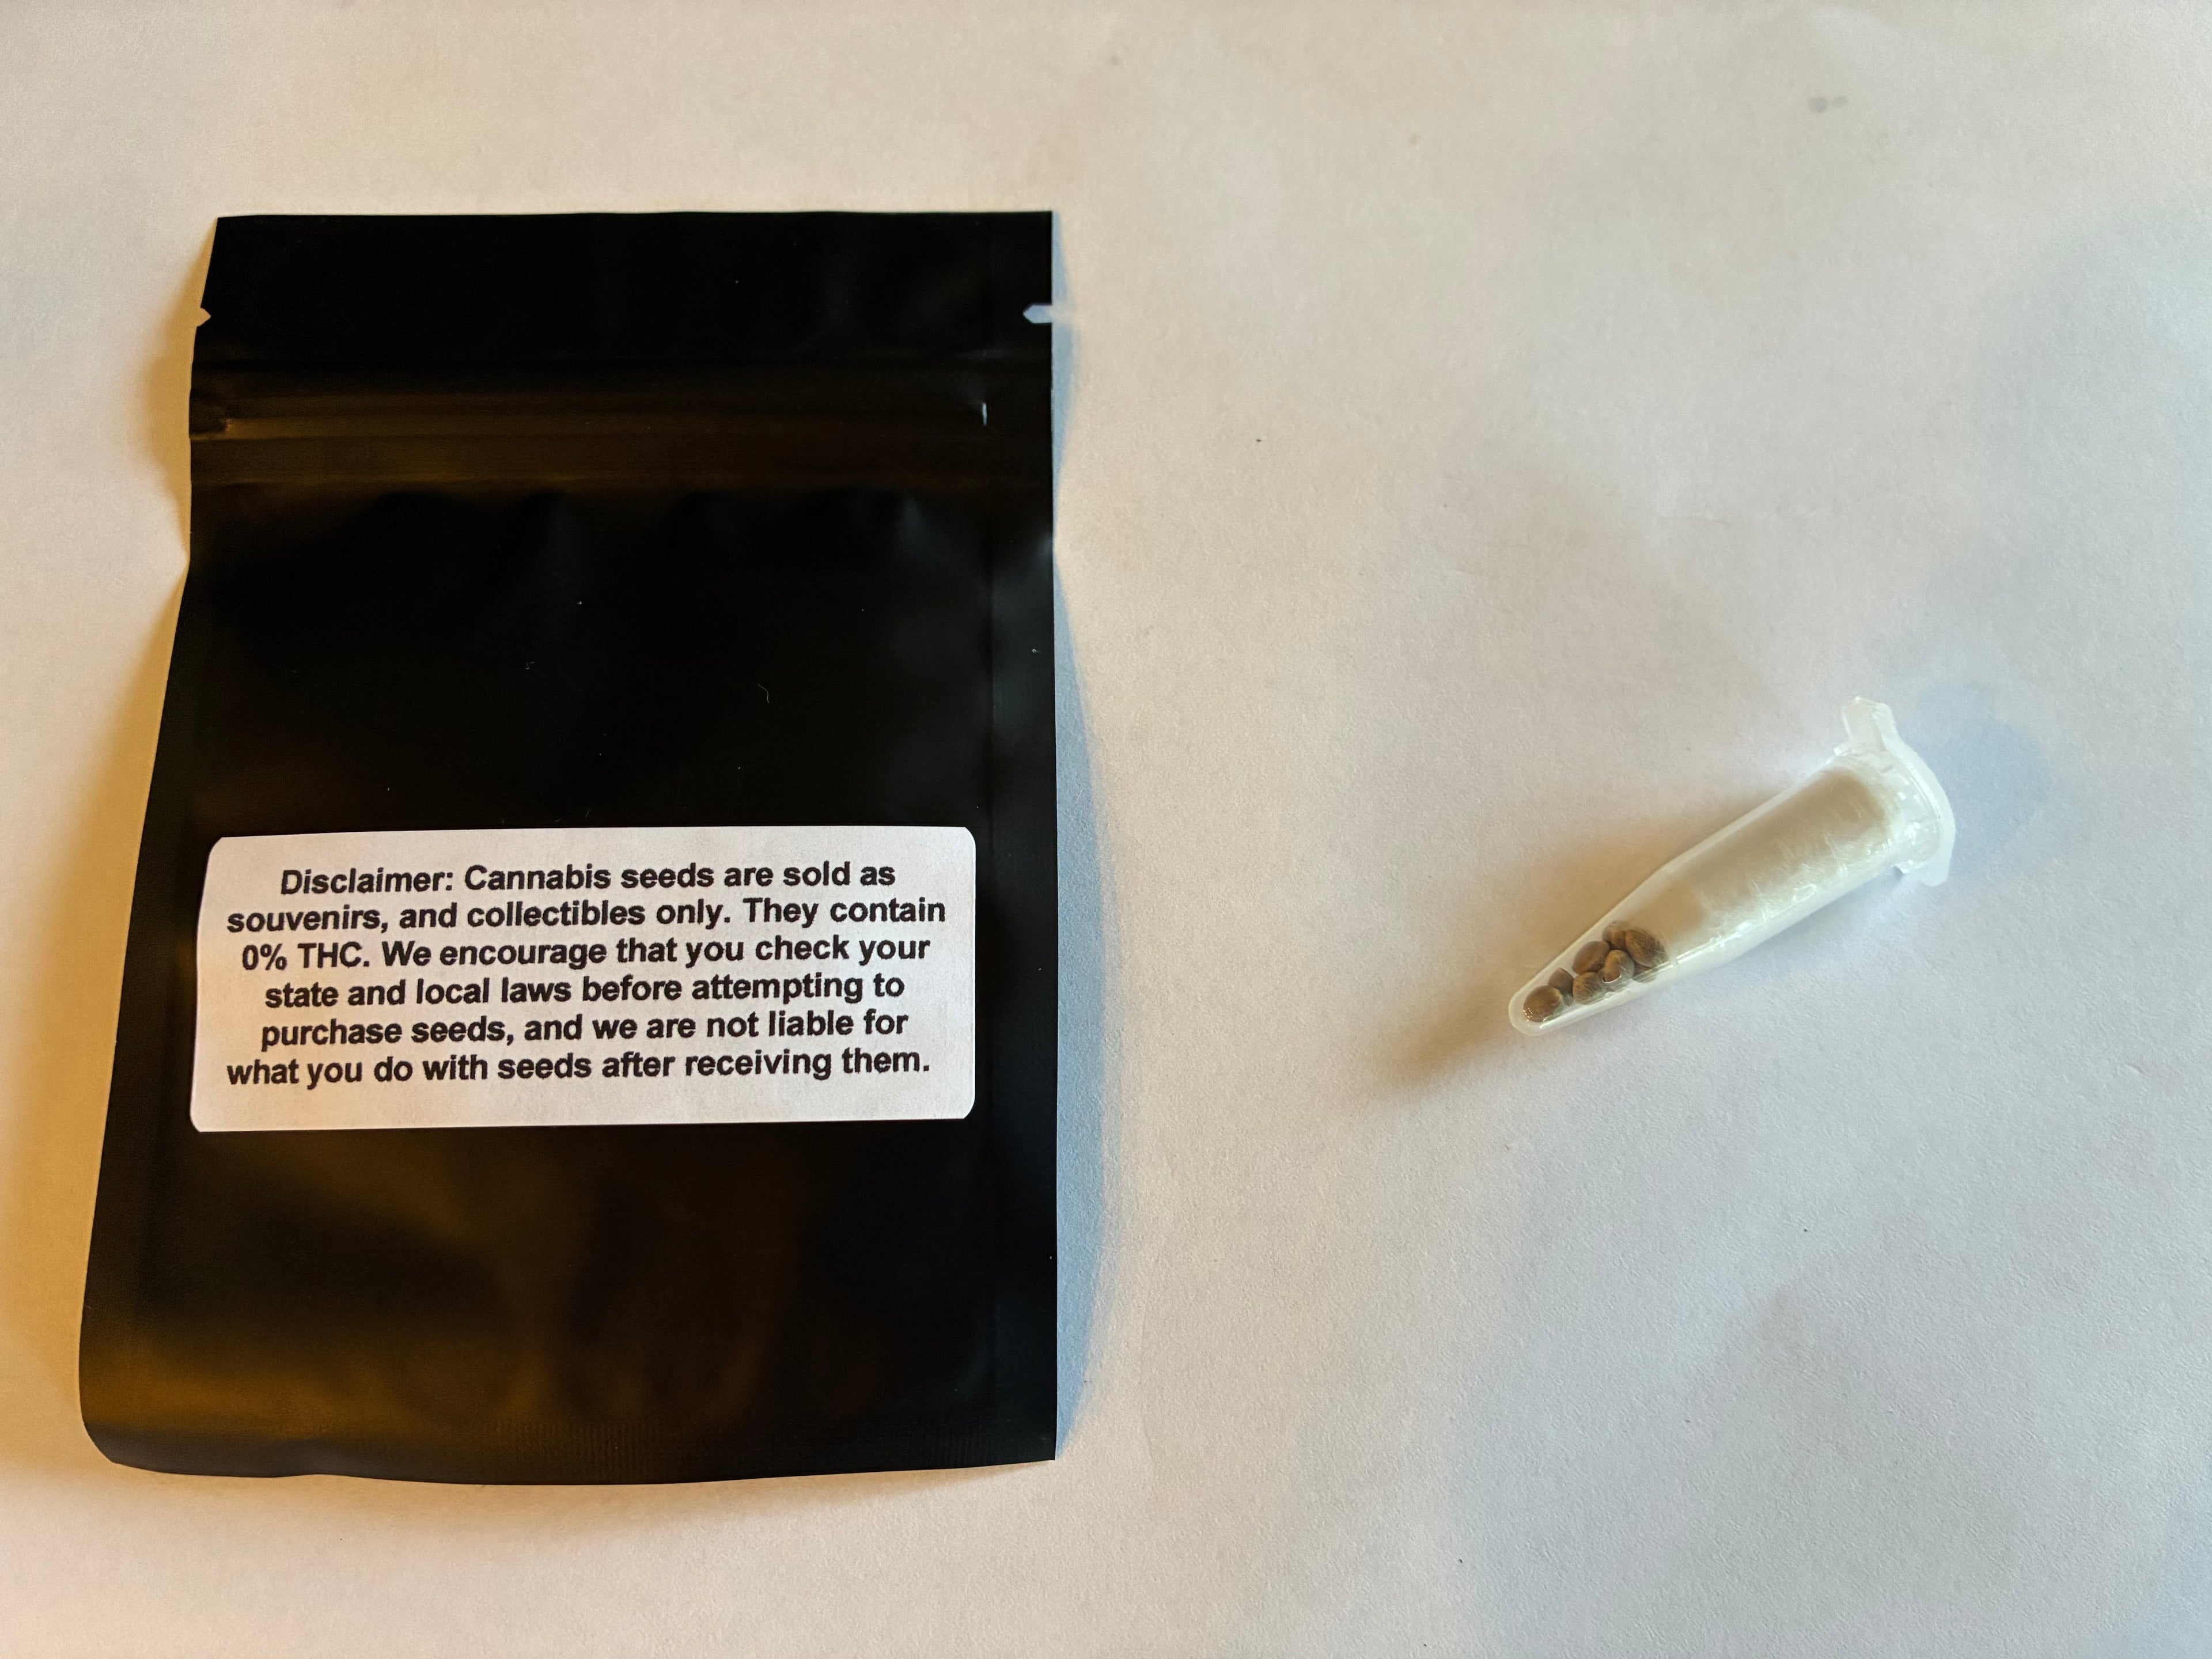 Disclaimer: Cannabis seeds are sold as
souvenirs, and collectibles only. They contain
0% THC. We encourage that you check your
state and local laws before attempting to
purchase seeds, and we are not liable for
what you do with seeds after receiving them.